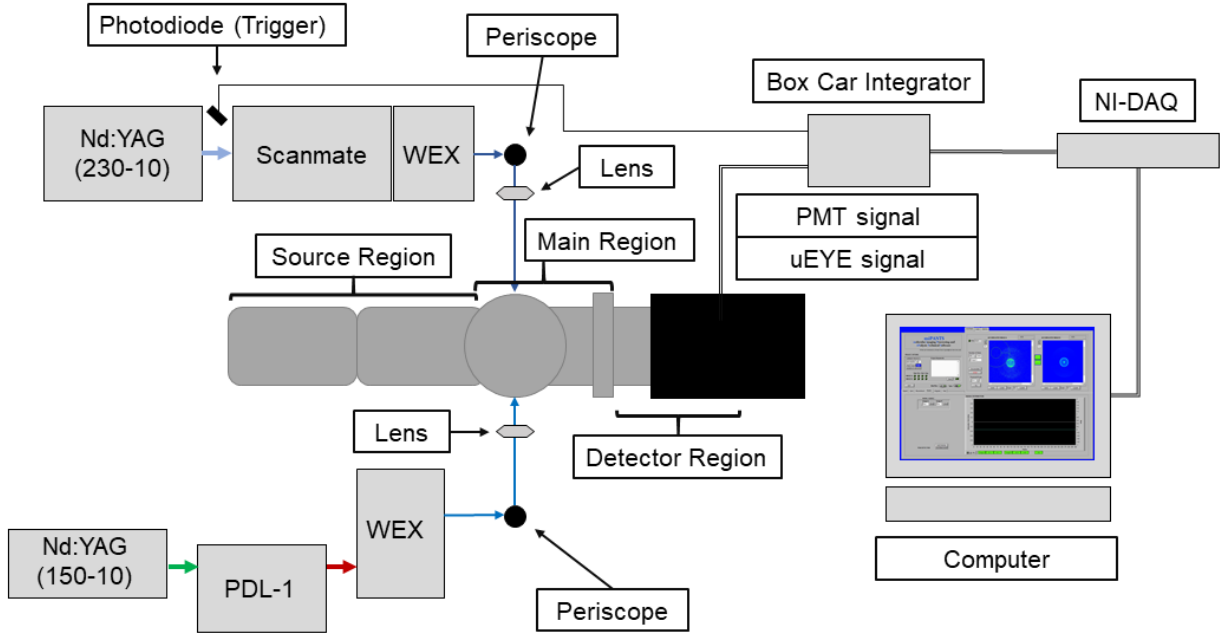 Photodiode (Trigger)
Periscope
Box Car Integrator
NI-DAQ
Nd:YAG
(230-10)
Scanmate
WEX
Lens
PMT signal
uEYE signal
Main Region
Source Region
Lens
Detector Region
WEX
Nd:YAG
(150-10)
PDL-1
Periscope
Computer